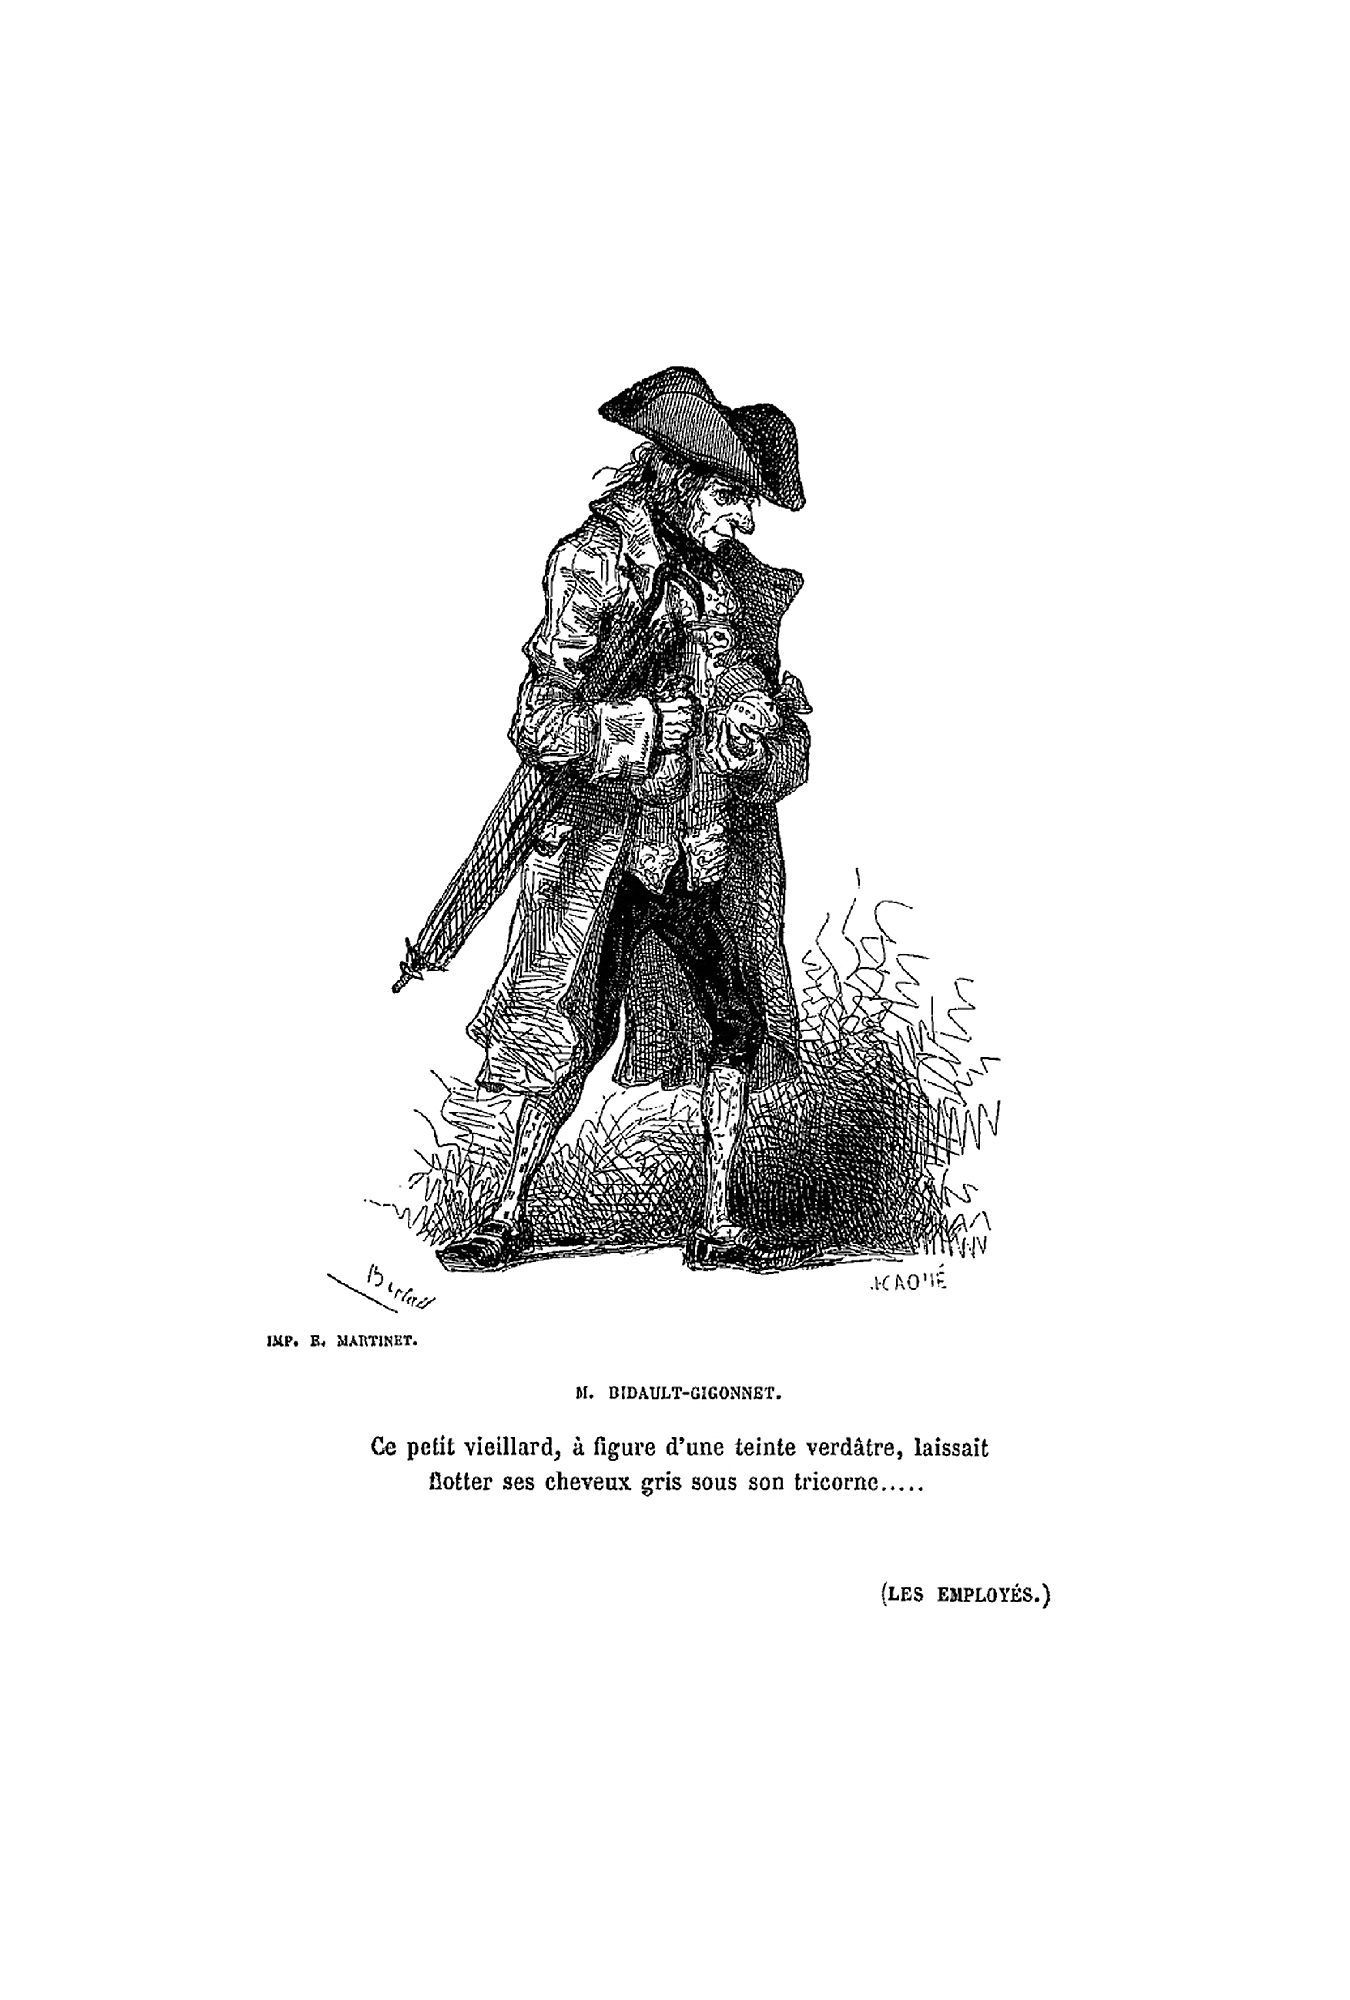 Bertall
IMP. E. MARTINET.
M. BIDAULT-GIGONNET.
Ce petit vieillard, à figure d'une teinte verdâtre, laissait
flotter ses cheveux gris sous son tricorne.....
(LES EMPLOYÉS.)